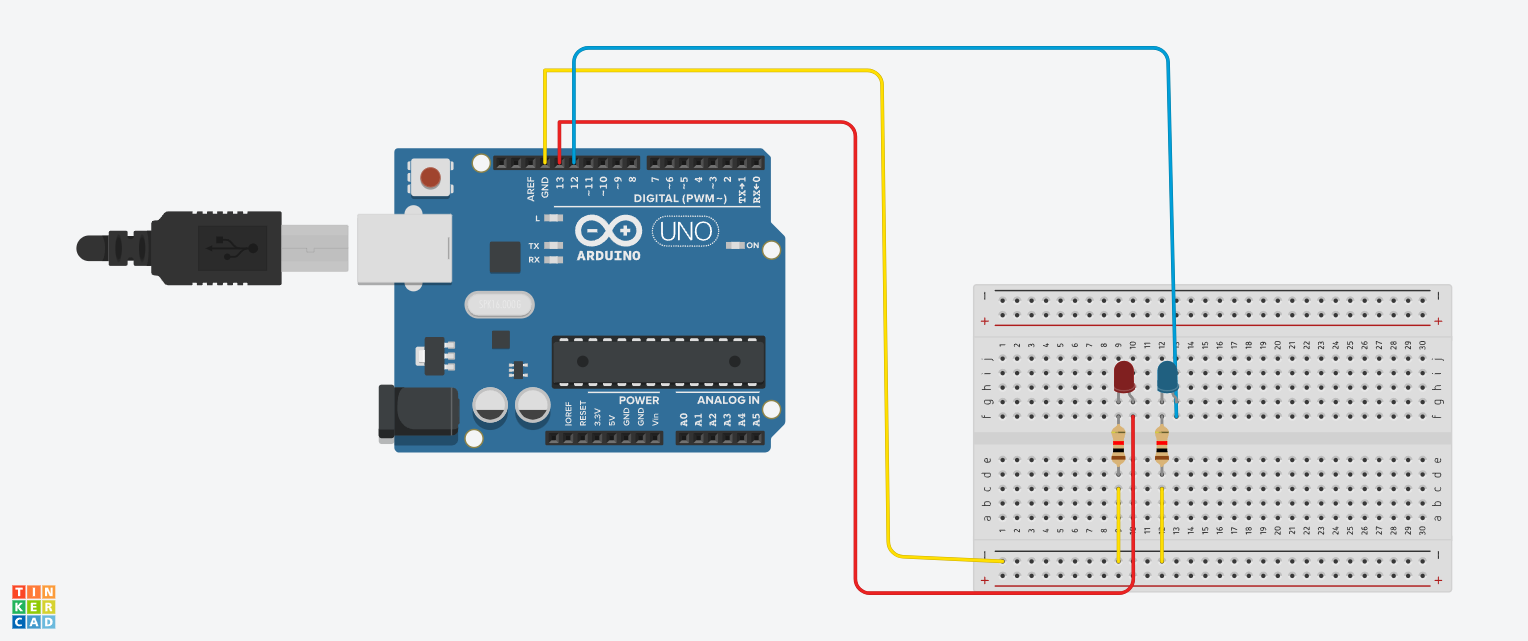 AREF
GND
13
12
~11
~10
~9
8
7
~6
~5
4
~3
2
TX→1
RX←0
DIGITAL (PWM~)
L
TX
RX
ON
UNO
ARDUINO
POWER
ANALOG IN
IOREF
RESET
3.3V
5V
GND
GND
Vin
A0
A1
A2
A3
A4
A5
− −
+ +
1 2 3 4 5 6 7 8 9 10 11 12 13 14 15 16 17 18 19 20 21 22 23 24 25 26 27 28 29 30
j j
i i
h h
g g
f f
e e
d d
c c
b b
a a
1 2 3 4 5 6 7 8 9 10 11 12 13 14 15 16 17 18 19 20 21 22 23 24 25 26 27 28 29 30
− −
+ +
TIN
KER
CAD